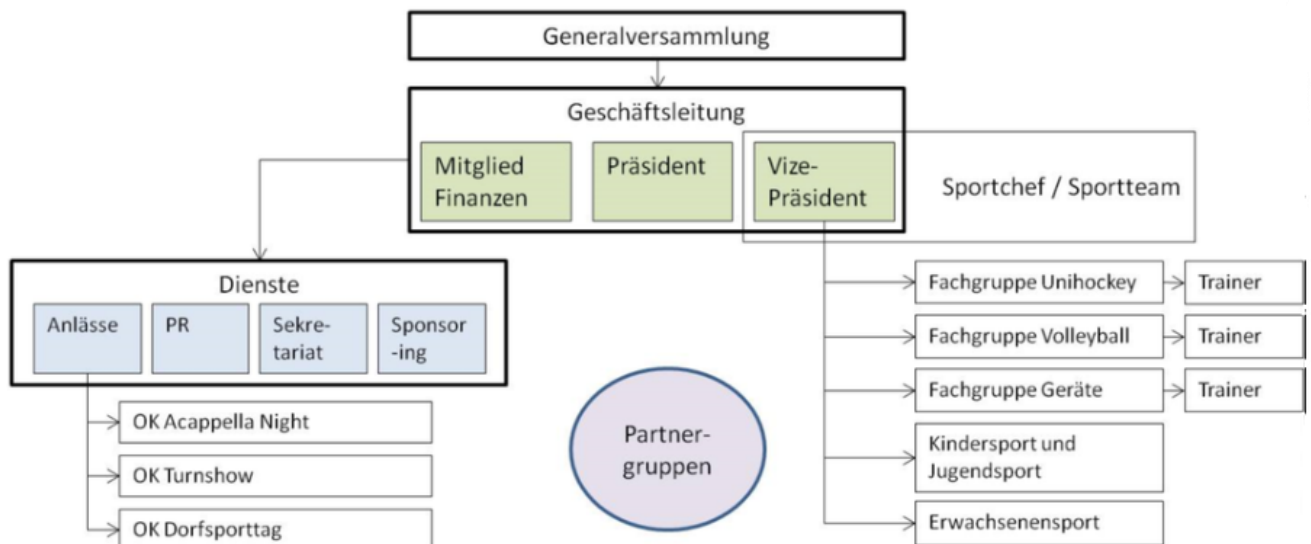 Generalversammlung
Geschäftsleitung
Mitglied
Finanzen
Präsident
Vize-
Präsident
Sportchef / Sportteam
Dienste
Anlässe
PR
Sekre-
tariat
Sponsor
-ing
OK Acappella Night
OK Turnshow
OK Dorfsporttag
Partner-
gruppen
Fachgruppe Unihockey
Trainer
Fachgruppe Volleyball
Trainer
Fachgruppe Geräte
Trainer
Kindersport und
Jugendsport
Erwachsenensport